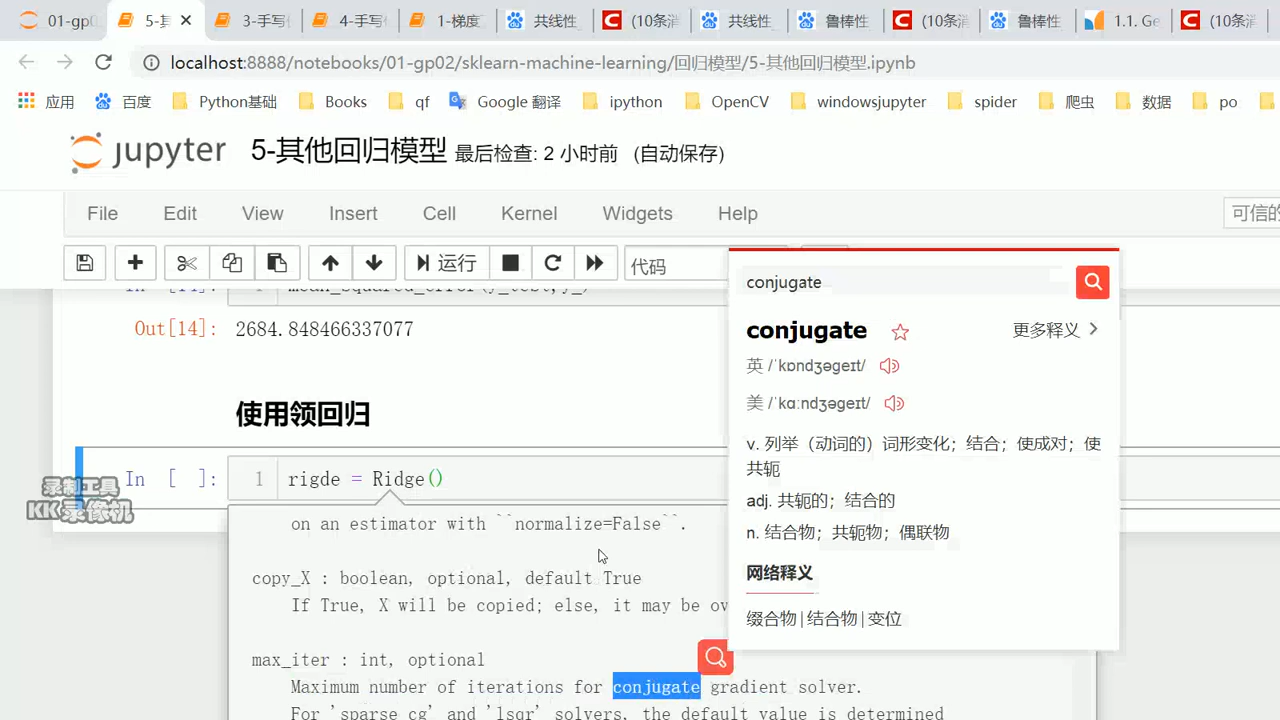 01-gp0
5-其
3-手写
4-手写
1-梯度
共线性
(10条消
共线性
鲁棒性
(10条消
鲁棒性
1.1. Ge
(10条消
localhost:8888/notebooks/01-gp02/sklearn-machine-learning/回归模型/5-其他回归模型.ipynb
应用 百度 Python基础 Books qf Google 翻译 ipython OpenCV windowsjupyter spider 爬虫 数据 po
jupyter 5-其他回归模型 最后检查: 2 小时前 (自动保存)
File Edit View Insert Cell Kernel Widgets Help 可信的
运行 代码
In [14]: 1 mean_squared_error(y_test,y_)
Out[14]: 2684.848466337077
使用领回归
In [ ]: 1 rigde = Ridge()
录制工具
KK录像机
on an estimator with ``normalize=False``.
copy_X : boolean, optional, default True
If True, X will be copied; else, it may be ov
max_iter : int, optional
Maximum number of iterations for conjugate gradient solver.
For 'sparse_cg' and 'lsqr' solvers, the default value is determined
conjugate
conjugate 更多释义
英 /ˈkɒndʒəɡeɪt/
美 /ˈkɑːndʒəɡeɪt/
v. 列举（动词的）词形变化；结合；使成对；使
共轭
adj. 共轭的；结合的
n. 结合物；共轭物；偶联物
网络释义
缀合物|结合物|变位